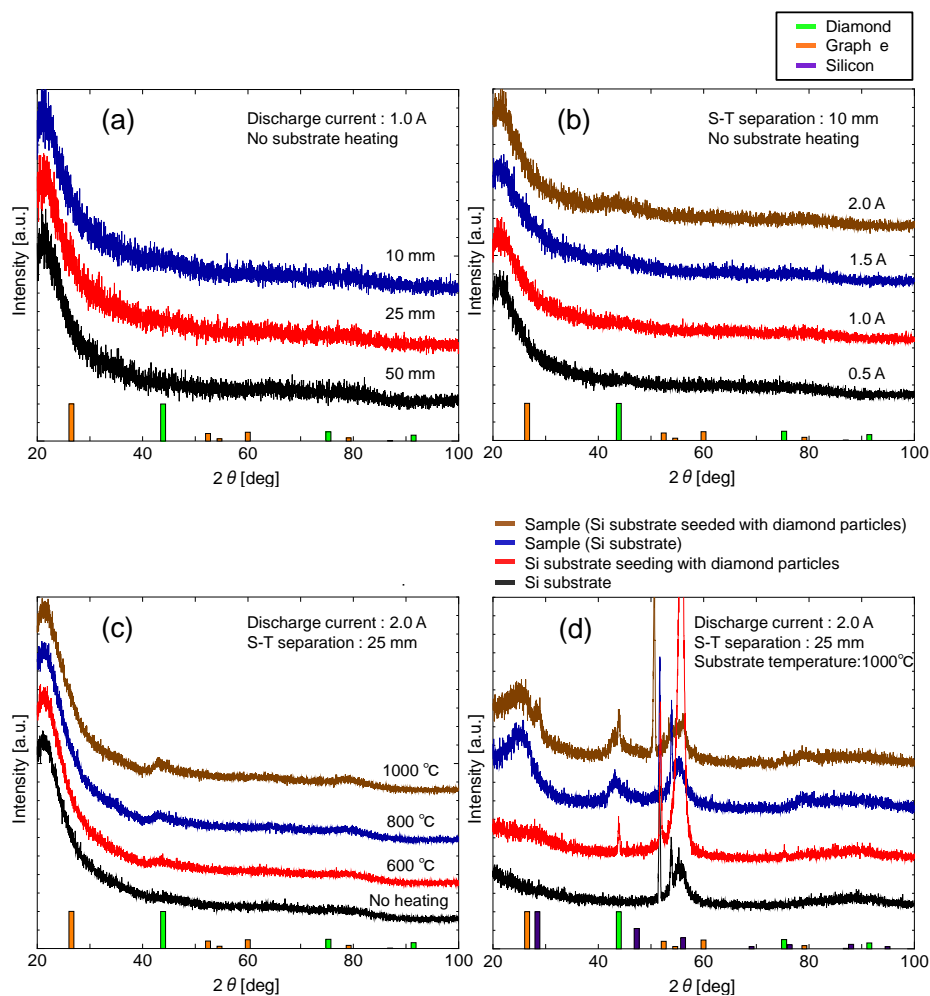 Diamond
Graph e
Silicon
(a)
Discharge current : 1.0 A
No substrate heating
10 mm
25 mm
50 mm
Intensity [a.u.]
20 40 60 80 100
2 θ [deg]
(b)
S-T separation : 10 mm
No substrate heating
2.0 A
1.5 A
1.0 A
0.5 A
Intensity [a.u.]
20 40 60 80 100
2 θ [deg]
(c)
Discharge current : 2.0 A
S-T separation : 25 mm
1000 °C
800 °C
600 °C
No heating
Intensity [a.u.]
20 40 60 80 100
2 θ [deg]
Sample (Si substrate seeded with diamond particles)
Sample (Si substrate)
Si substrate seeding with diamond particles
Si substrate
(d)
Discharge current : 2.0 A
S-T separation : 25 mm
Substrate temperature:1000°C
Intensity [a.u.]
20 40 60 80 100
2 θ [deg]